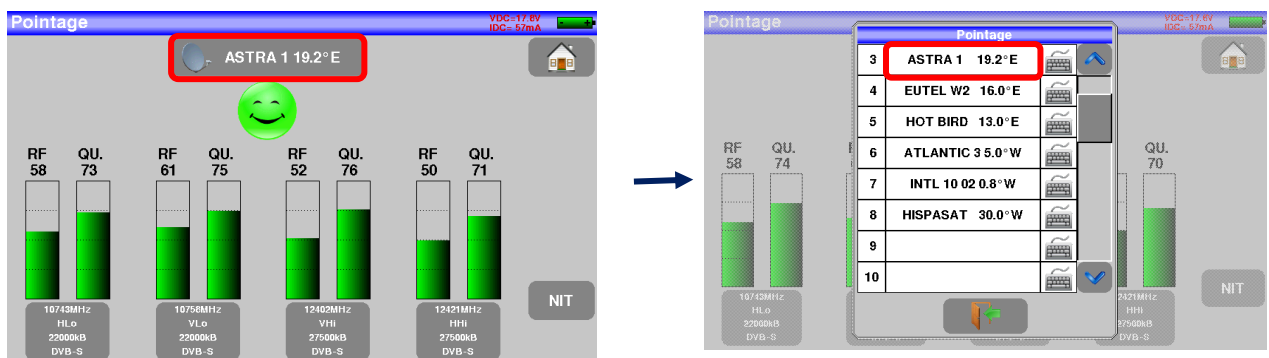 Pointage
VDC=17.8V
IDC= 57mA
ASTRA 1 19.2°E
RF QU. RF QU. RF QU. RF QU.
58 73 61 75 52 76 50 71
NIT
10743MHz 10758MHz 12402MHz 12421MHz
HLo VLo VHi HHi
22000kB 22000kB 27500kB 27500kB
DVB-S DVB-S DVB-S DVB-S
Pointage
VDC=17.6V
Pointage
3 ASTRA 1 19.2°E
4 EUTEL W2 16.0°E
5 HOT BIRD 13.0°E
6 ATLANTIC 3 5.0°W
7 INTL 10 02 0.8°W
8 HISPASAT 30.0°W
9
10
RF QU. QU.
58 74 70
NIT
10743MHz
HLo HHi
22000kB 27500kB
DVB-S DVB-S